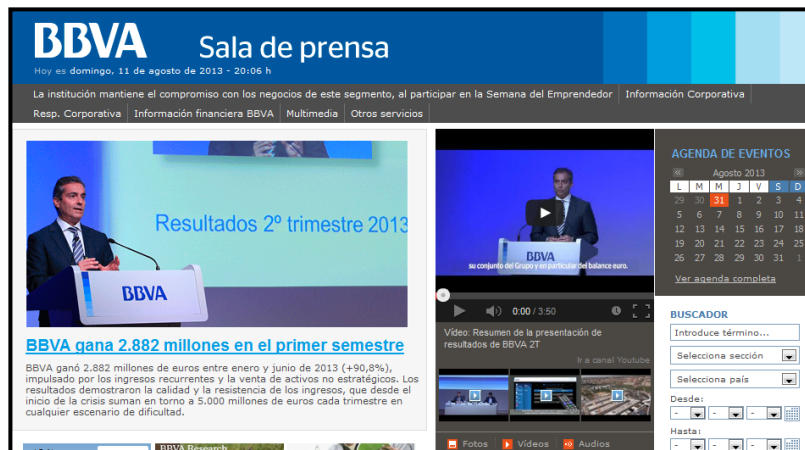 BBVA
Sala de prensa
Hoy es domingo, 11 de agosto de 2013 - 20:06 h
La institución mantiene el compromiso con los negocios de este segmento, al participar en la Semana del Emprendedor
Información Corporativa
Resp. Corporativa
Información financiera BBVA
Multimedia
Otros servicios
Resultados 2º trimestre 2013
BBVA
BBVA gana 2.882 millones en el primer semestre
BBVA ganó 2.882 millones de euros entre enero y junio de 2013 (+90,8%),
impulsado por los ingresos recurrentes y la venta de activos no estratégicos. Los
resultados demostraron la calidad y la resistencia de los ingresos, que desde el
inicio de la crisis suman en torno a 5.000 millones de euros cada trimestre en
cualquier escenario de dificultad.
BBVA Research
BBVA
su conjunto del Grupo y en particular del balance euro.
0:00 / 3:50
Vídeo: Resumen de la presentación de
resultados de BBVA 2T
Ir a canal Youtube
Fotos
Vídeos
Audios
AGENDA DE EVENTOS
Agosto 2013
L M M J V S D
29 30 31 1 2 3 4
5 6 7 8 9 10 11
12 13 14 15 16 17 18
19 20 21 22 23 24 25
26 27 28 29 30 31 1
Ver agenda completa
BUSCADOR
Introduce término...
Selecciona sección
Selecciona país
Desde:
- - -
Hasta:
- - -